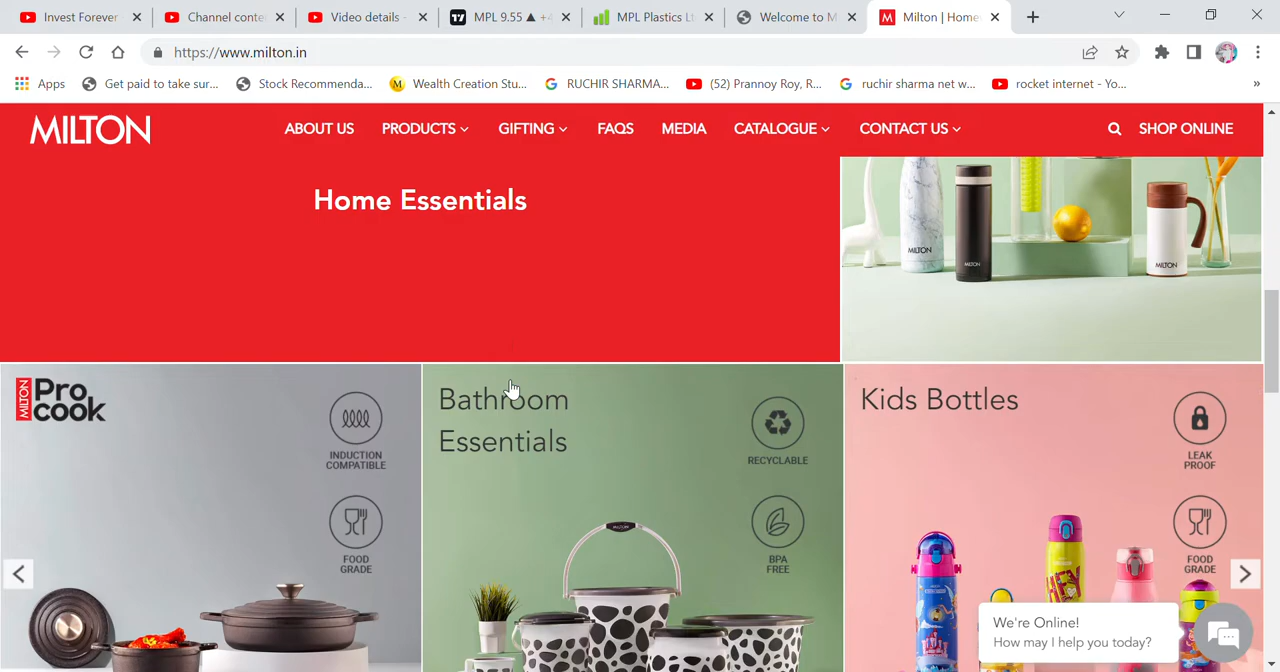 Invest Forever
Channel conte
Video details -
MPL 9.55 ▲ +4
MPL Plastics Lt
Welcome to M
Milton | Home
https://www.milton.in
Apps
Get paid to take sur...
Stock Recommenda...
Wealth Creation Stu...
RUCHIR SHARMA...
(52) Prannoy Roy, R...
ruchir sharma net w...
rocket internet - Yo...
»
MILTON
ABOUT US
PRODUCTS
GIFTING
FAQS
MEDIA
CATALOGUE
CONTACT US
SHOP ONLINE
Home Essentials
MILTON
MILTON
MILTON
MILTON
Pro
cook
INDUCTION
COMPATIBLE
FOOD
GRADE
Bathroom
Essentials
RECYCLABLE
BPA
FREE
MILTON
Kids Bottles
LEAK
PROOF
FOOD
GRADE
We're Online!
How may I help you today?